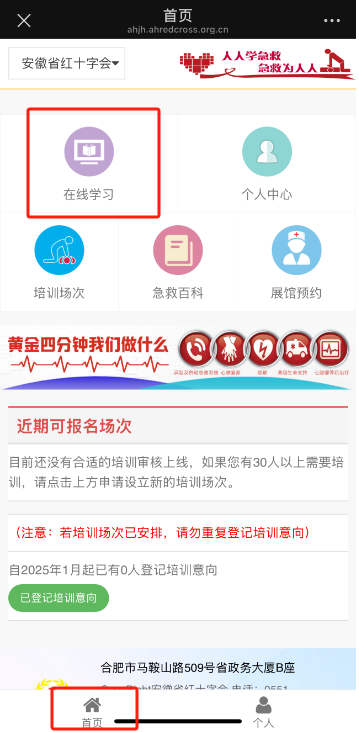 首页
ahjh.ahredcross.org.cn
安徽省红十字会
人人学急救
急救为人人
在线学习
个人中心
培训场次
急救百科
展馆预约
黄金四分钟我们做什么
心肺复苏
除颤
近期可报名场次
目前还没有合适的培训审核上线，如果您有30人以上需要培
训，请点击上方申请设立新的培训场次。
（注意：若培训场次已安排，请勿重复登记培训意向）
自2025年1月起已有0人登记培训意向
已登记培训意向
合肥市马鞍山路509号省政务大厦B座
安徽省红十字会 电话：0551
首页
个人